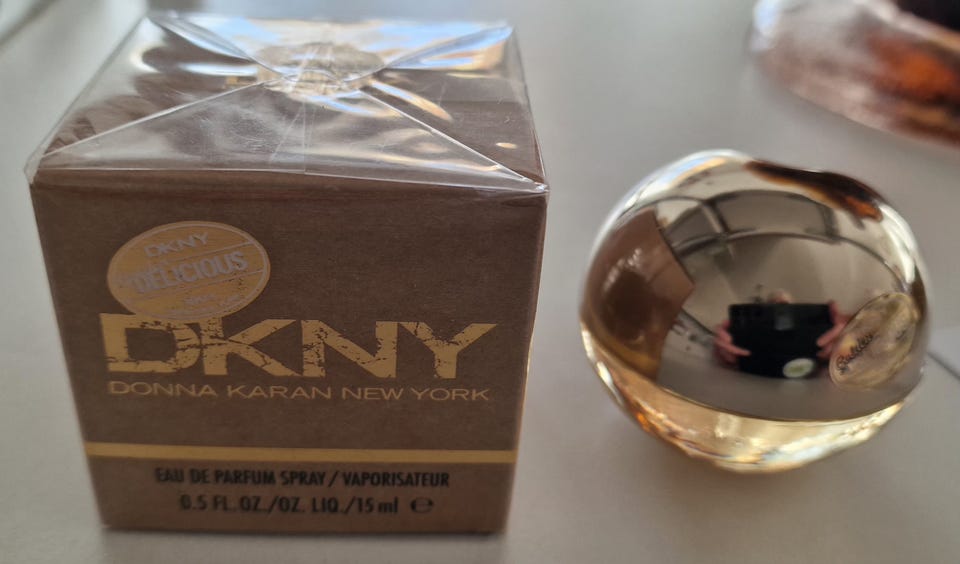 DKNY
DELICIOUS
DKNY
DONNA KARAN NEW YORK
EAU DE PARFUM SPRAY / VAPORISATEUR
0.5 FL.OZ./OZ. LIQ./15 ml ℮